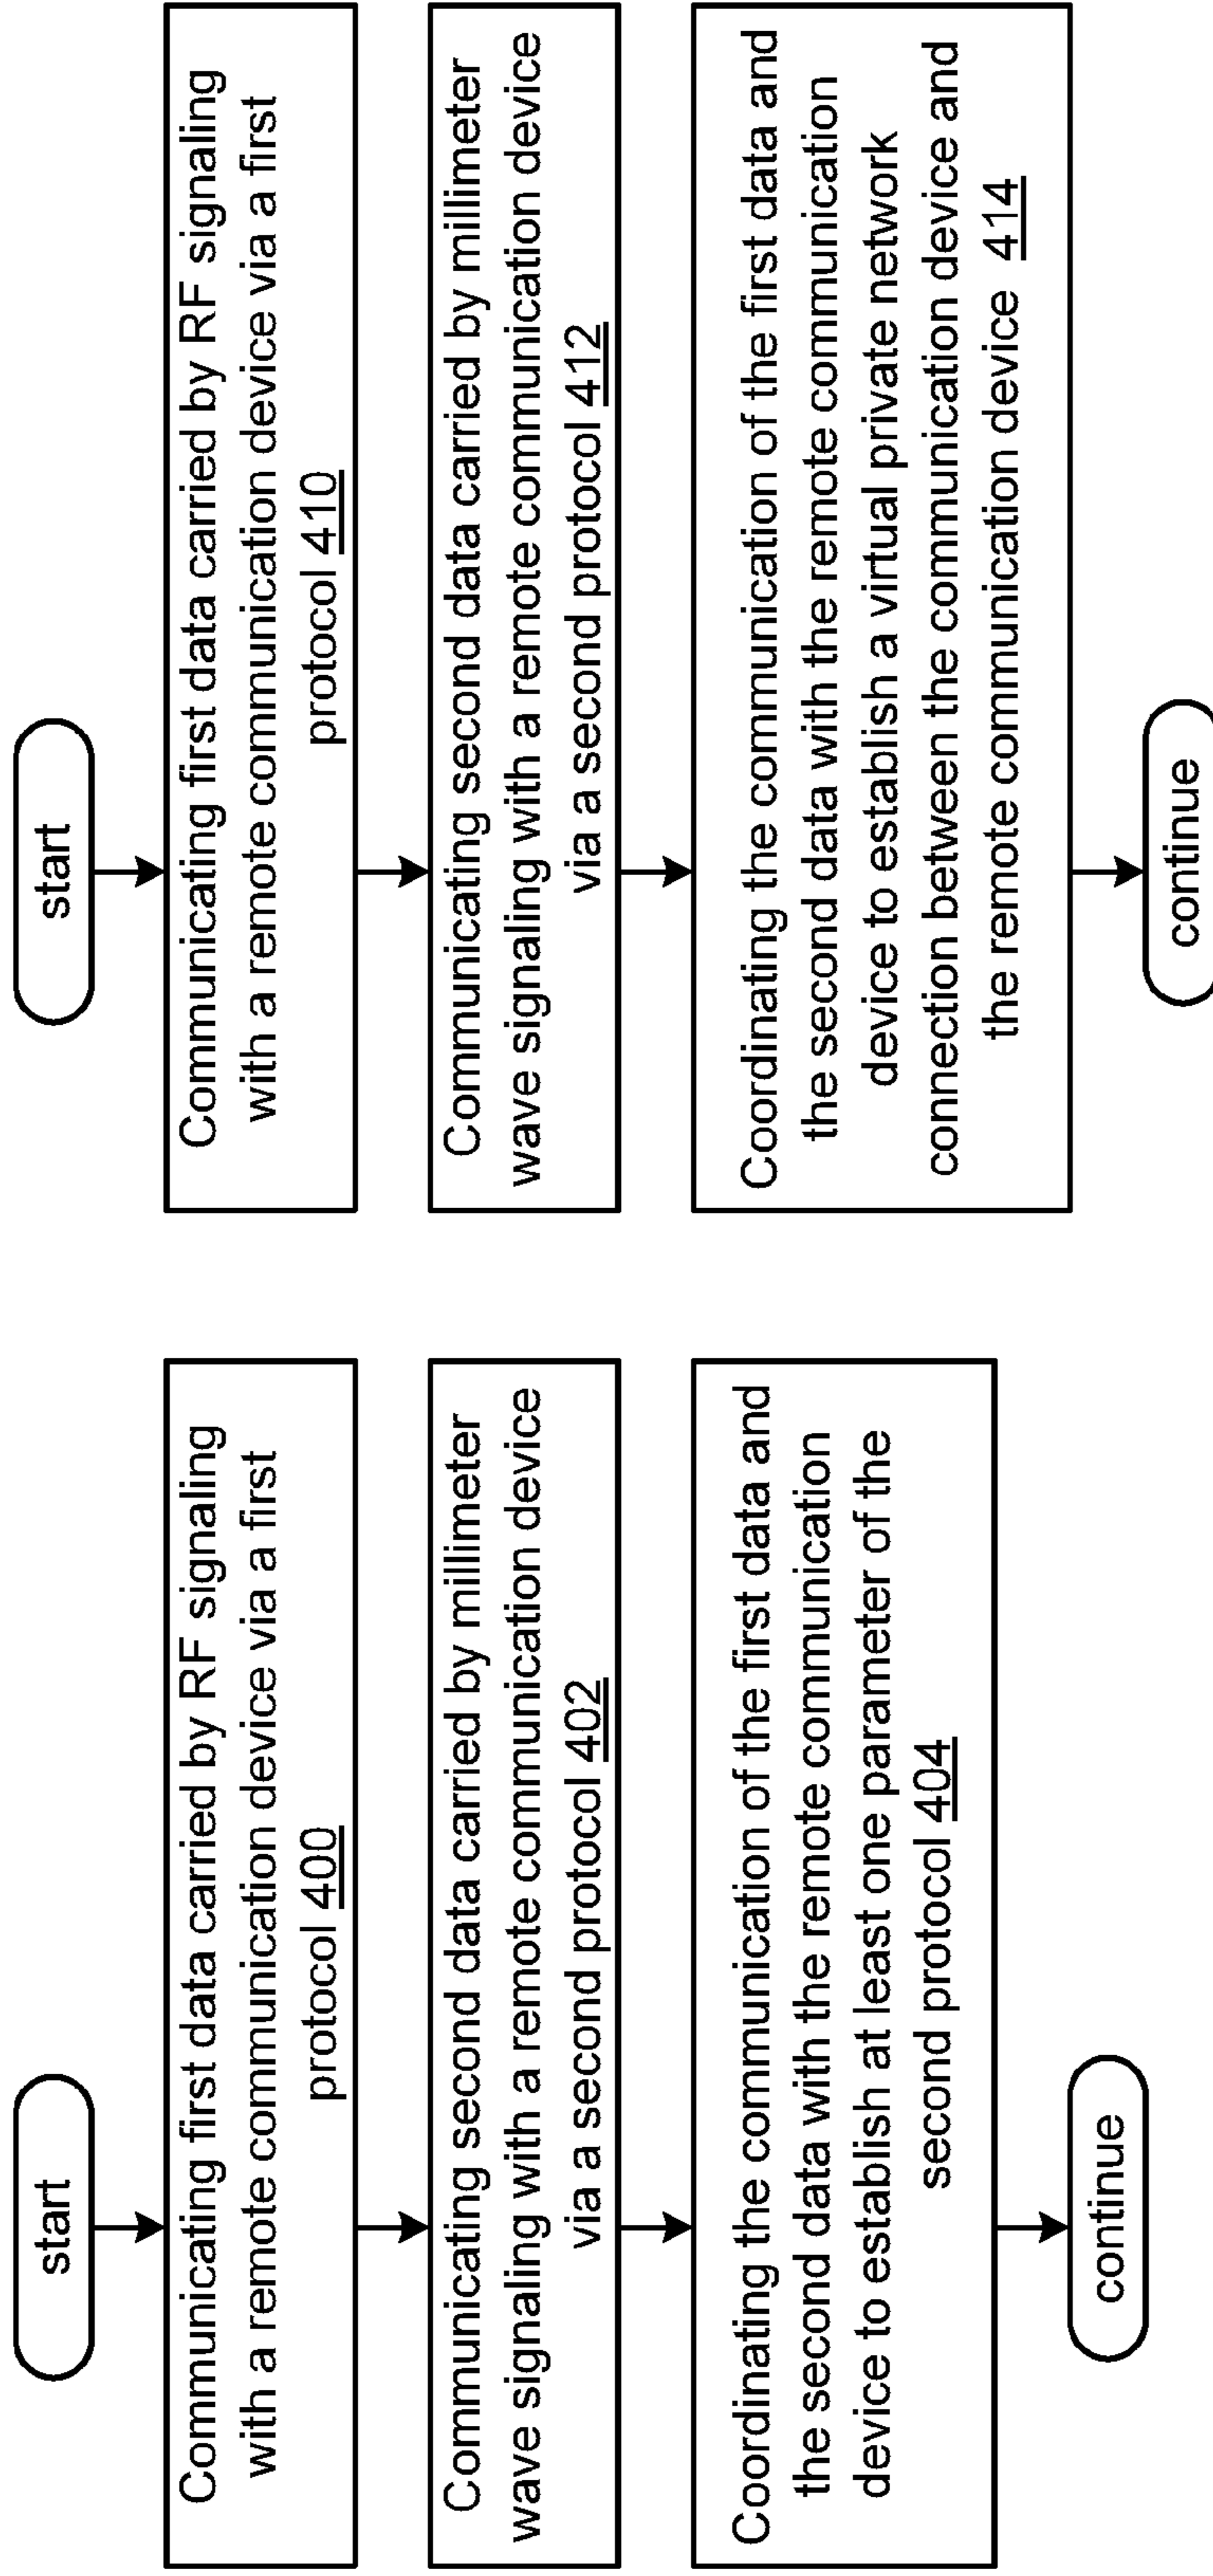 start
Communicating first data carried by RF signaling
with a remote communication device via a first
protocol 400
Communicating second data carried by millimeter
wave signaling with a remote communication device
via a second protocol 402
Coordinating the communication of the first data and
the second data with the remote communication
device to establish at least one parameter of the
second protocol 404
continue
start
Communicating first data carried by RF signaling
with a remote communication device via a first
protocol 410
Communicating second data carried by millimeter
wave signaling with a remote communication device
via a second protocol 412
Coordinating the communication of the first data and
the second data with the remote communication
device to establish a virtual private network
connection between the communication device and
the remote communication device 414
continue